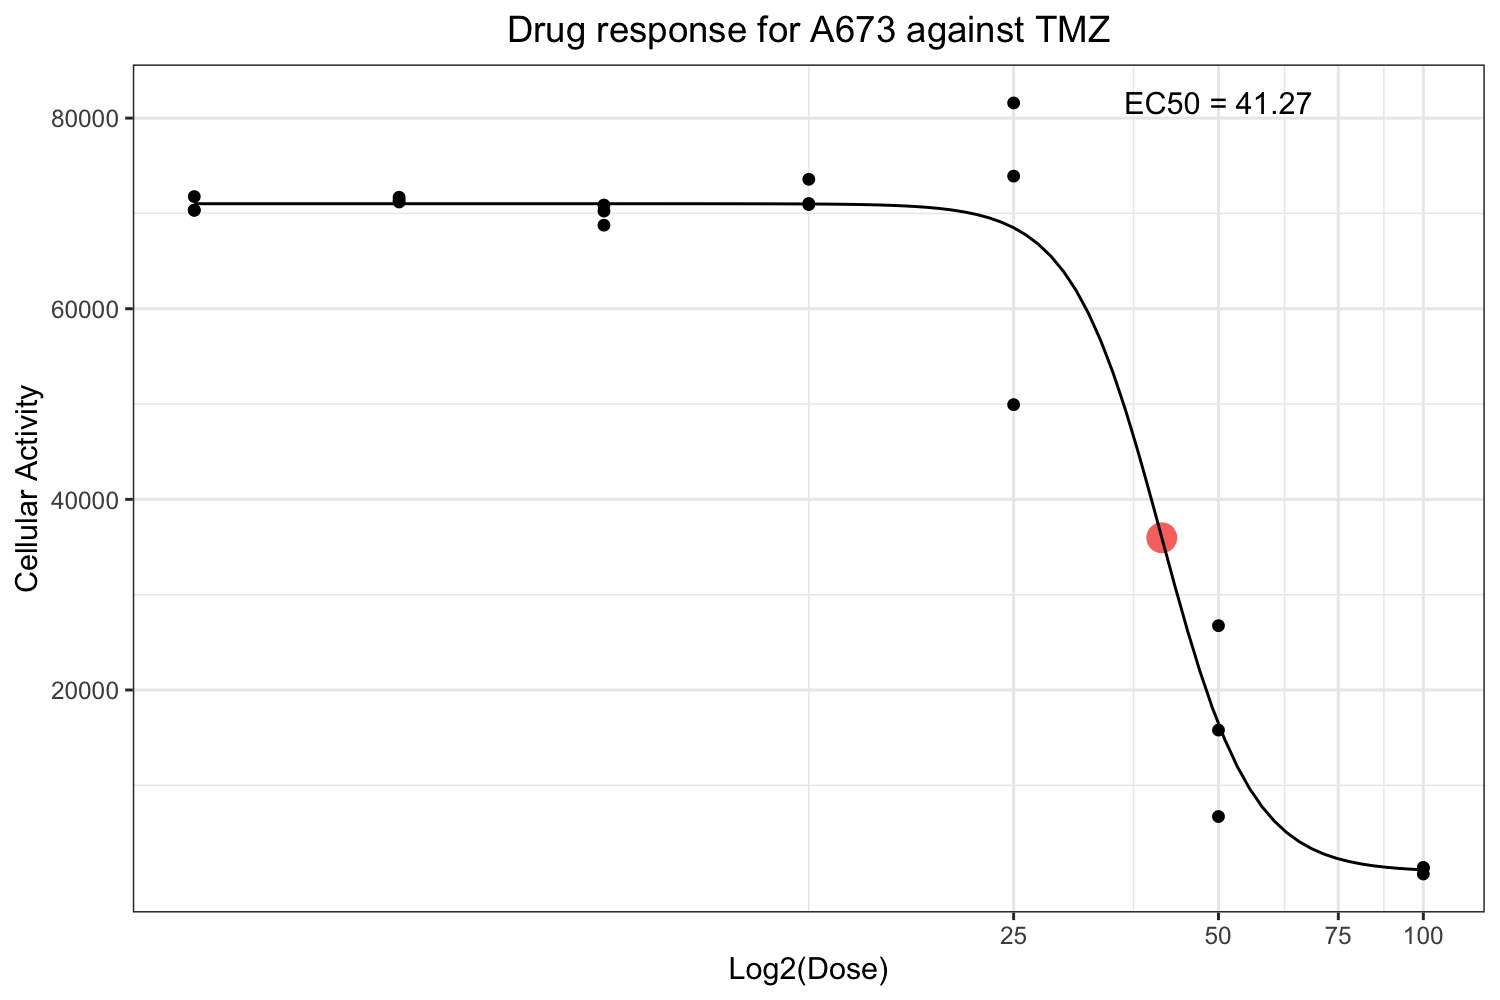 Drug response for A673 against TMZ
EC50 = 41.27
80000
60000
40000
20000
Cellular Activity
25 50 75 100
Log2(Dose)